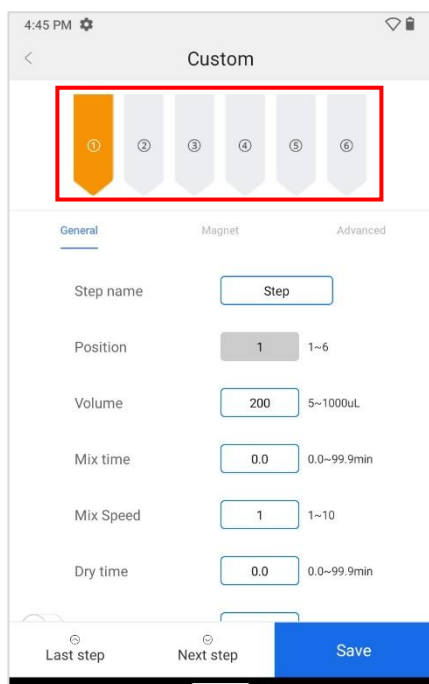 4:45 PM
Custom
① ② ③ ④ ⑤ ⑥
General Magnet Advanced
Step name Step
Position 1 1~6
Volume 200 5~1000uL
Mix time 0.0 0.0~99.9min
Mix Speed 1 1~10
Dry time 0.0 0.0~99.9min
Last step Next step Save